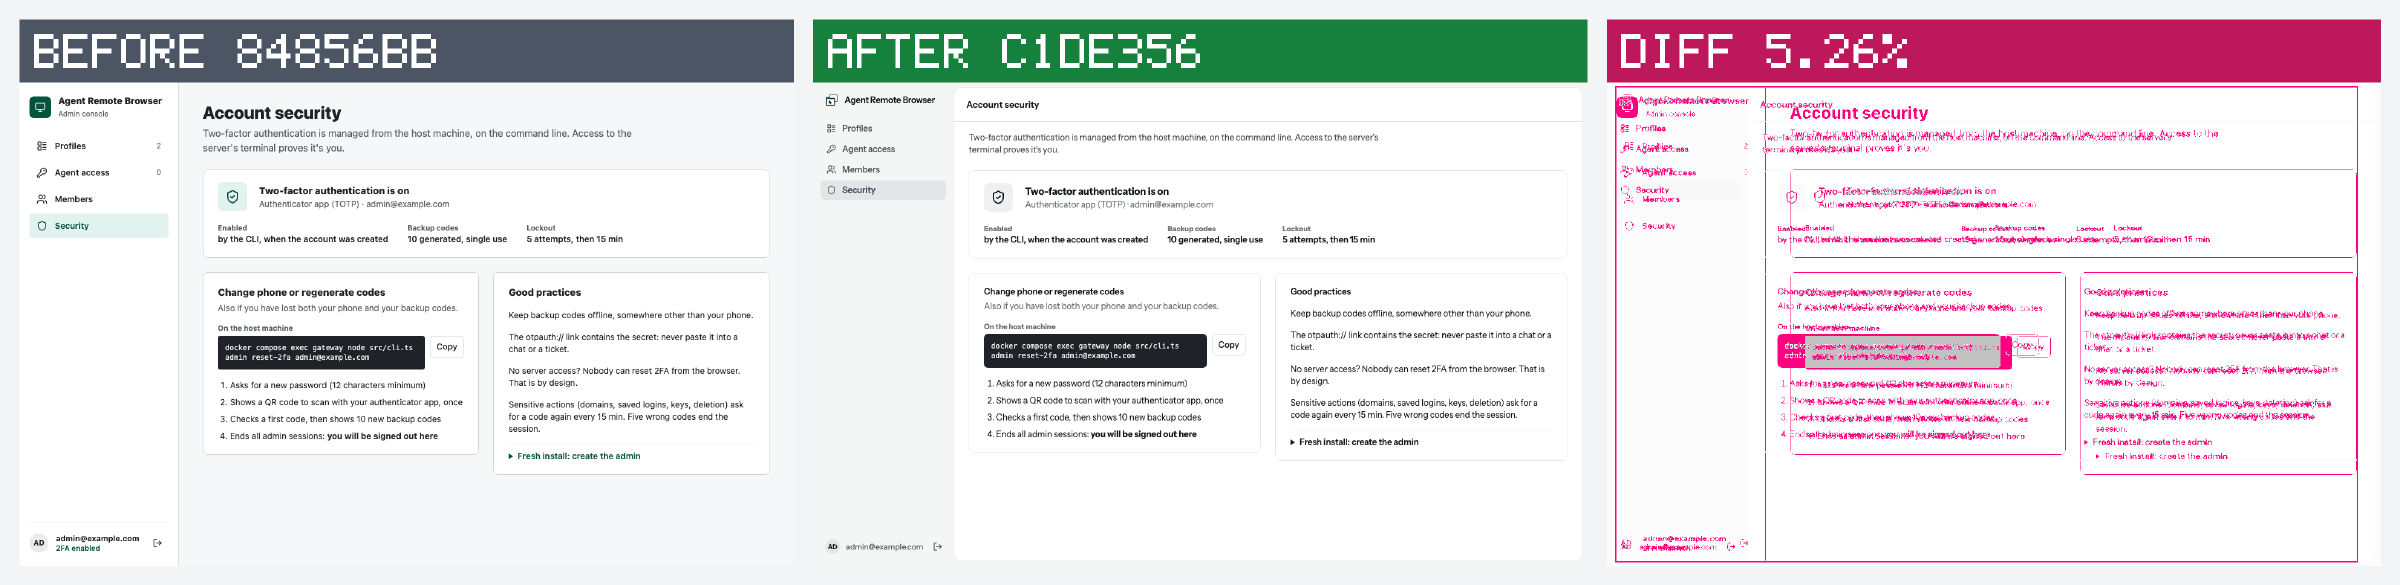 BEFORE 84856BB
Agent Remote Browser
Admin console
Profiles 2
Agent access 0
Members
Security
AD
admin@example.com
2FA enabled
Account security
Two-factor authentication is managed from the host machine, on the command line. Access to the
server's terminal proves it's you.
Two-factor authentication is on
Authenticator app (TOTP) · admin@example.com
Enabled
by the CLI, when the account was created
Backup codes
10 generated, single use
Lockout
5 attempts, then 15 min
Change phone or regenerate codes
Also if you have lost both your phone and your backup codes.
On the host machine
docker compose exec gateway node src/cli.ts
admin reset-2fa admin@example.com
Copy
1. Asks for a new password (12 characters minimum)
2. Shows a QR code to scan with your authenticator app, once
3. Checks a first code, then shows 10 new backup codes
4. Ends all admin sessions: you will be signed out here
Good practices
Keep backup codes offline, somewhere other than your phone.
The otpauth:// link contains the secret: never paste it into a
chat or a ticket.
No server access? Nobody can reset 2FA from the browser.
That is by design.
Sensitive actions (domains, saved logins, keys, deletion) ask
for a code again every 15 min. Five wrong codes end the
session.
Fresh install: create the admin
AFTER C1DE356
Agent Remote Browser
Profiles
Agent access
Members
Security
AD
admin@example.com
Account security
Two-factor authentication is managed from the host machine, on the command line. Access to the server's
terminal proves it's you.
Two-factor authentication is on
Authenticator app (TOTP) · admin@example.com
Enabled
by the CLI, when the account was created
Backup codes
10 generated, single use
Lockout
5 attempts, then 15 min
Change phone or regenerate codes
Also if you have lost both your phone and your backup codes.
On the host machine
docker compose exec gateway node src/cli.ts
admin reset-2fa admin@example.com
Copy
1. Asks for a new password (12 characters minimum)
2. Shows a QR code to scan with your authenticator app, once
3. Checks a first code, then shows 10 new backup codes
4. Ends all admin sessions: you will be signed out here
Good practices
Keep backup codes offline, somewhere other than your phone.
The otpauth:// link contains the secret: never paste it into a chat or a
ticket.
No server access? Nobody can reset 2FA from the browser. That is
by design.
Sensitive actions (domains, saved logins, keys, deletion) ask for a
code again every 15 min. Five wrong codes end the session.
Fresh install: create the admin
DIFF 5.26%
Admin console
Profiles
Members
Security
Members
Security
Account security
Account security
Fresh install: create the admin
Fresh install: create the admin